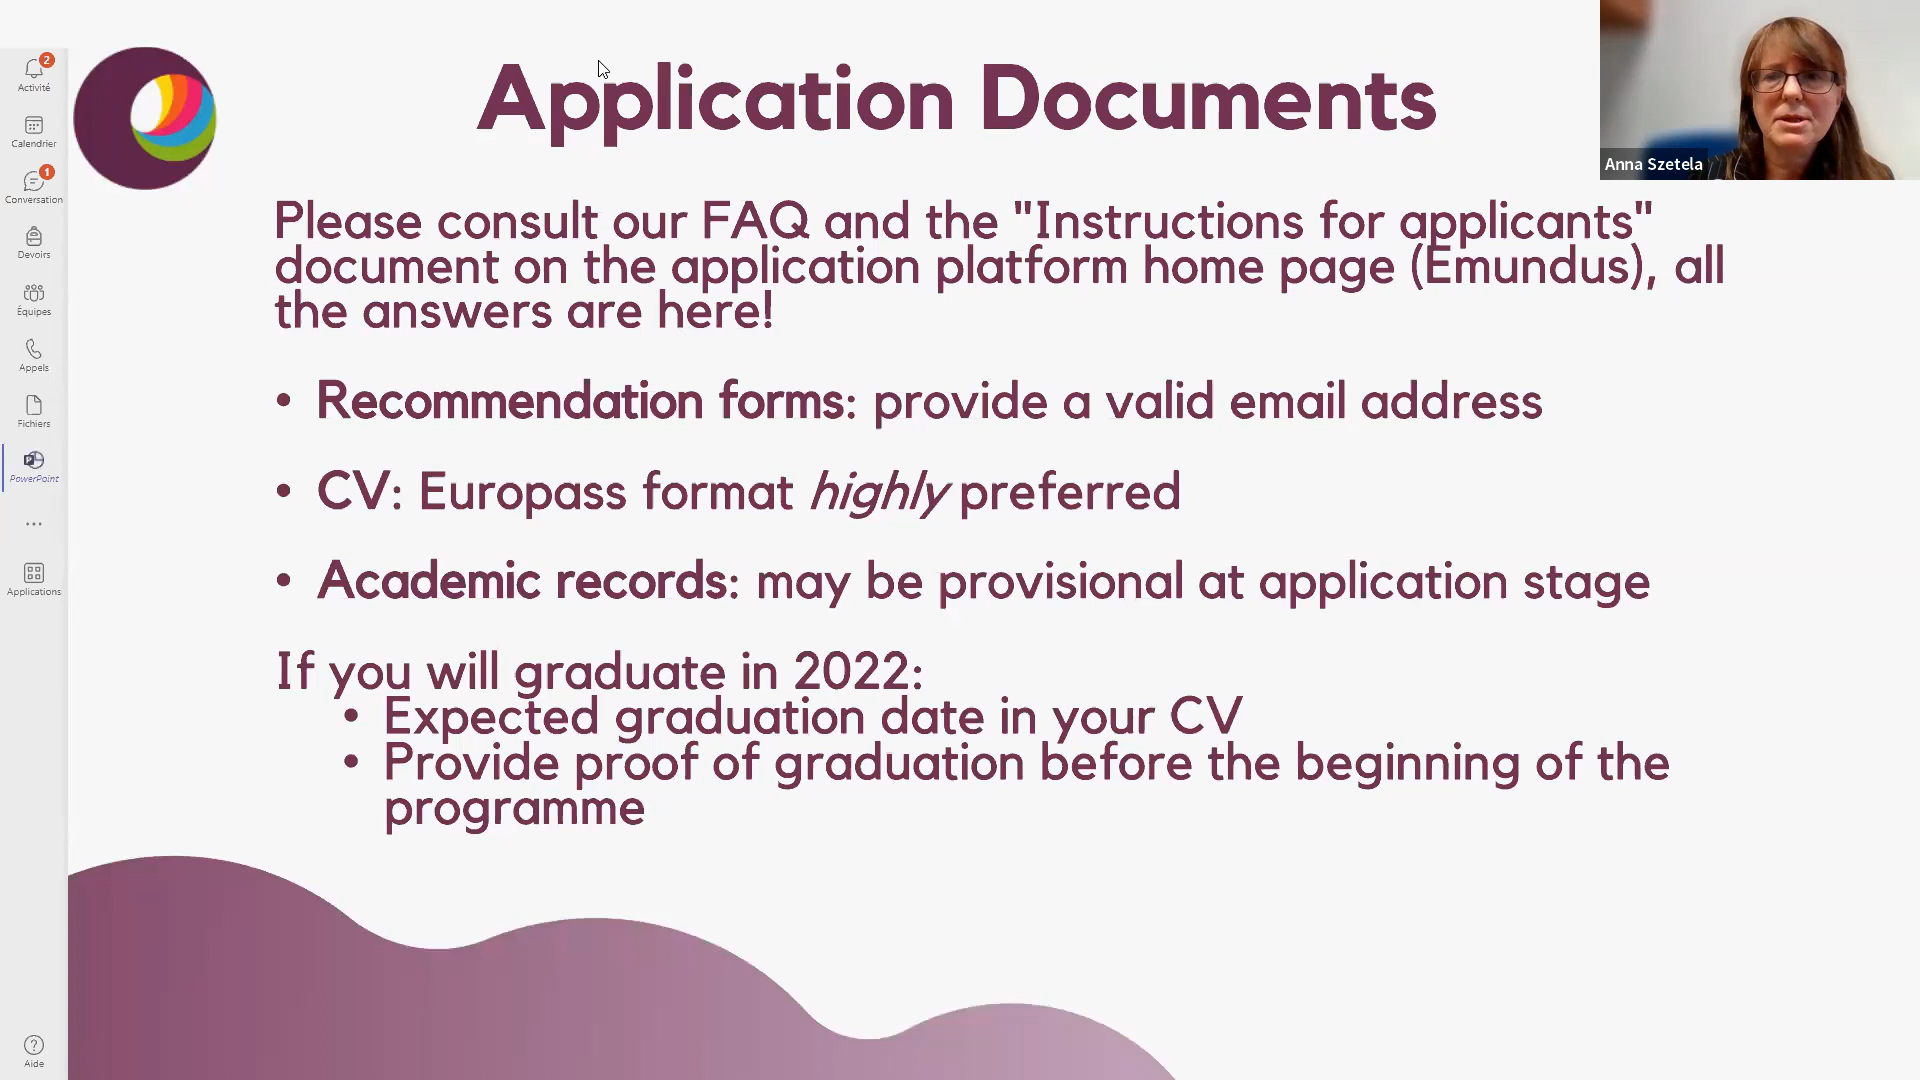 2
Activité
Calendrier
1
Conversation
Devoirs
Équipes
Appels
Fichiers
PowerPoint
Applications
Aide
Application Documents
Anna Szetela
Please consult our FAQ and the "Instructions for applicants"
document on the application platform home page (Emundus), all
the answers are here!
• Recommendation forms: provide a valid email address
• CV: Europass format highly preferred
• Academic records: may be provisional at application stage
If you will graduate in 2022:
• Expected graduation date in your CV
• Provide proof of graduation before the beginning of the
programme